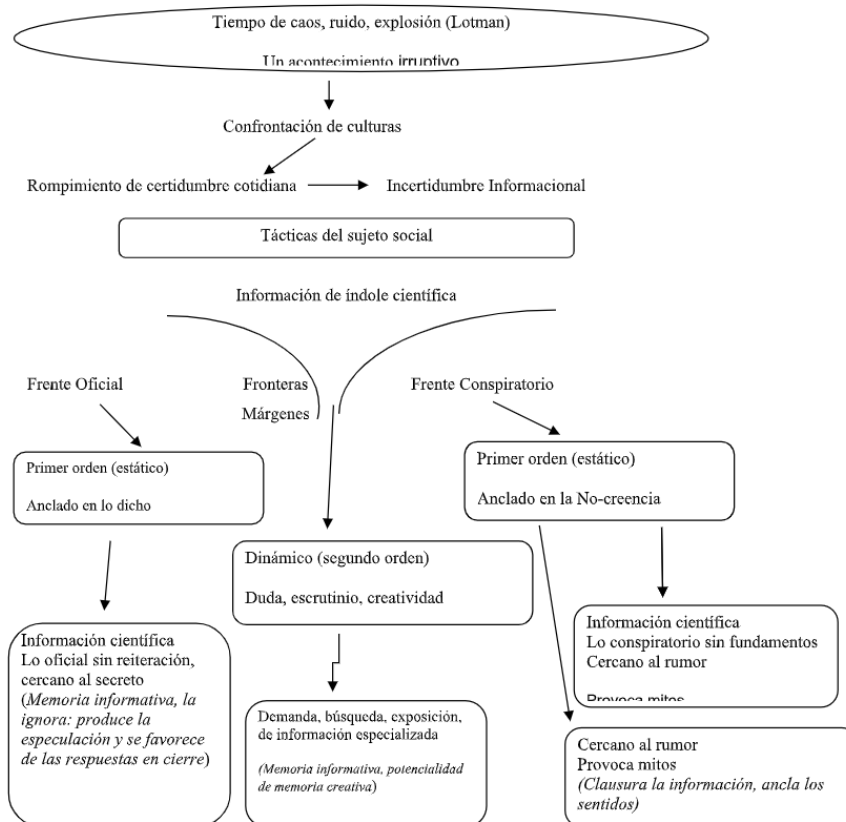 Tiempo de caos, ruido, explosión (Lotman)
Un acontecimiento irruptivo
Confrontación de culturas
Rompimiento de certidumbre cotidiana
Incertidumbre Informacional
Tácticas del sujeto social
Información de índole científica
Frente Oficial
Fronteras
Márgenes
Frente Conspiratorio
Primer orden (estático)
Anclado en lo dicho
Primer orden (estático)
Anclado en la No-creencia
Dinámico (segundo orden)
Duda, escrutinio, creatividad
Información científica
Lo oficial sin reiteración,
cercano al secreto
(Memoria informativa, la
ignora: produce la
especulación y se favorece
de las respuestas en cierre)
Demanda, búsqueda, exposición,
de información especializada
(Memoria informativa, potencialidad
de memoria creativa)
Información científica
Lo conspiratorio sin fundamentos
Cercano al rumor
Provoca mitos
Cercano al rumor
Provoca mitos
(Clausura la información, ancla los
sentidos)